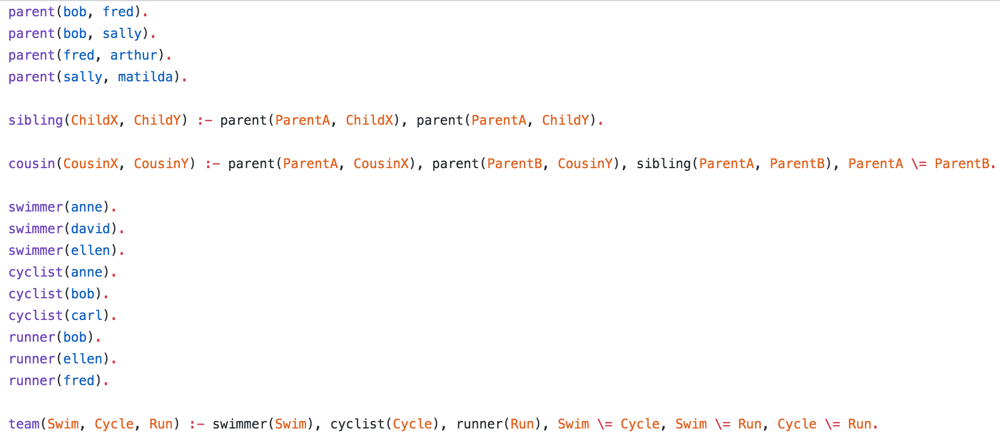 parent(bob, fred).
parent(bob, sally).
parent(fred, arthur).
parent(sally, matilda).
sibling(ChildX, ChildY) :- parent(ParentA, ChildX), parent(ParentA, ChildY).
cousin(CousinX, CousinY) :- parent(ParentA, CousinX), parent(ParentB, CousinY), sibling(ParentA, ParentB), ParentA \= ParentB.
swimmer(anne).
swimmer(david).
swimmer(ellen).
cyclist(anne).
cyclist(bob).
cyclist(carl).
runner(bob).
runner(ellen).
runner(fred).
team(Swim, Cycle, Run) :- swimmer(Swim), cyclist(Cycle), runner(Run), Swim \= Cycle, Swim \= Run, Cycle \= Run.